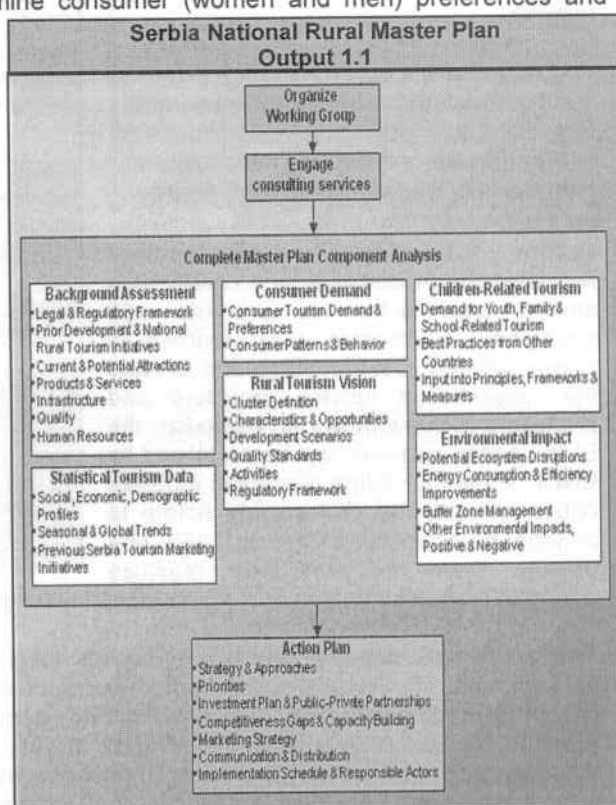 nine consumer (women and men) preferences and
Serbia National Rural Master Plan
Output 1.1
Organize
Working Group
Engage
consulting services
Complete Master Plan Component Analysis
Background Assessment
•Legal & Regulatory Framework
•Prior Development & National
Rural Tourism Initiatives
•Current & Potential Attractions
•Products & Services
•Infrastructure
•Quality
•Human Resources
Statistical Tourism Data
•Social, Economic, Demographic
Profiles
•Seasonal & Global Trends
•Previous Serbia Tourism Marketing
Initiatives
Consumer Demand
•Consumer Tourism Demand &
Preferences
•Consumer Patterns & Behavior
Rural Tourism Vision
•Cluster Definition
•Characteristics & Opportunities
•Development Scenarios
•Quality Standards
•Activities
•Regulatory Framework
Children-Related Tourism
•Demand for Youth, Family &
School-Related Tourism
•Best Practices from Other
Countries
•Input into Principles, Frameworks &
Measures
Environmental Impact
•Potential Ecosystem Disruptions
•Energy Consumption & Efficiency
Improvements
•Buffer Zone Management
•Other Environmental Impacts,
Positive & Negative
Action Plan
•Strategy & Approaches
•Priorities
•Investment Plan & Public-Private Partnerships
•Competitiveness Gaps & Capacity Building
•Marketing Strategy
•Communication & Distribution
•Implementation Schedule & Responsible Actors